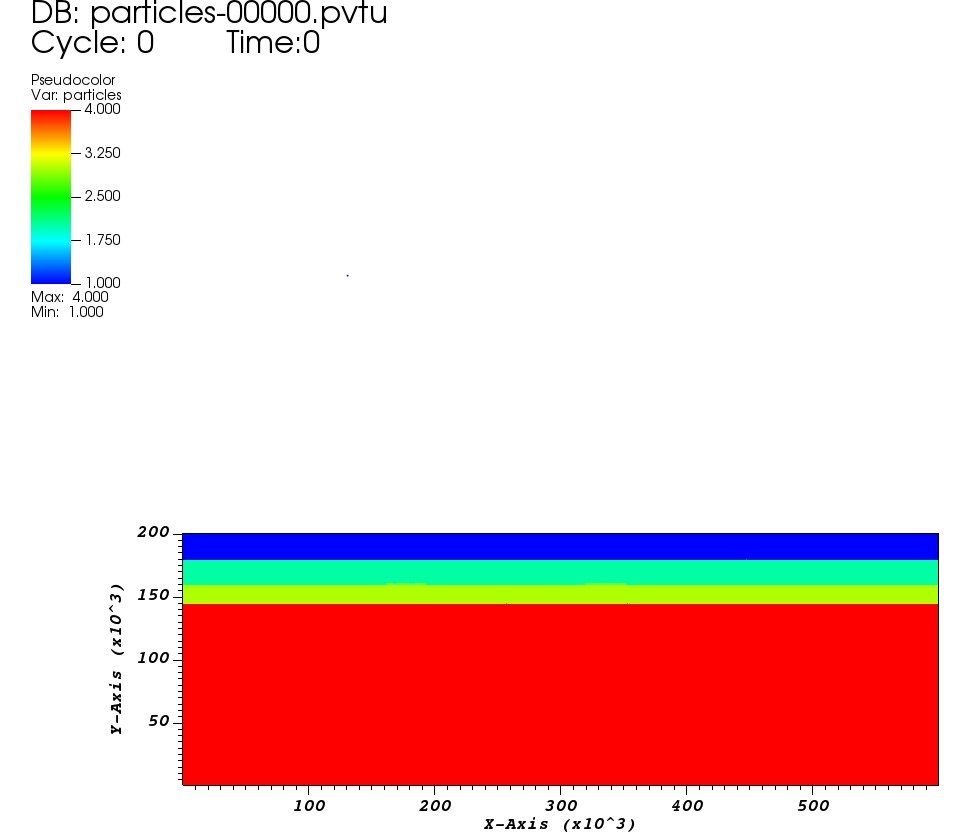 DB: particles-00000.pvtu
Cycle: 0 Time:0
Pseudocolor
Var: particles
4.000
3.250
2.500
1.750
1.000
Max: 4.000
Min: 1.000
200
150
100
50
Y-Axis (x10^3)
100 200 300 400 500
X-Axis (x10^3)